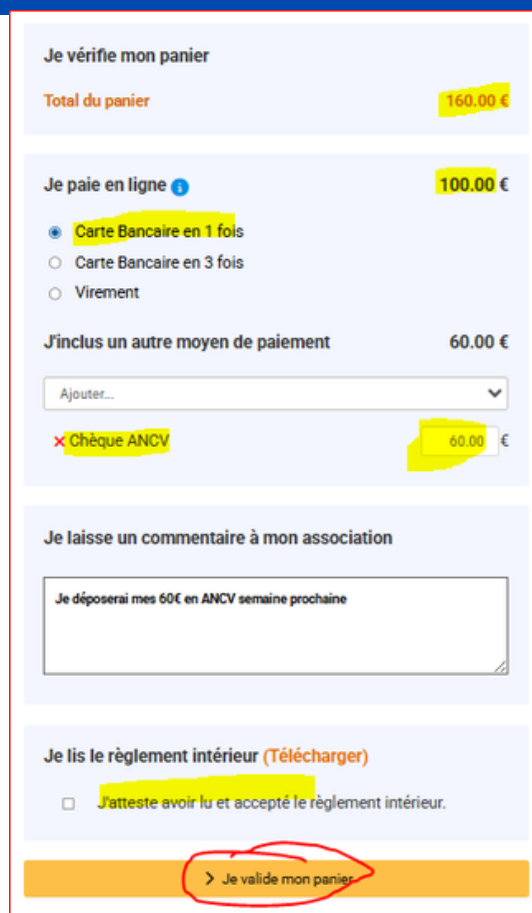 Je vérifie mon panier
Total du panier 160.00 €
Je paie en ligne i 100.00 €
Carte Bancaire en 1 fois
Carte Bancaire en 3 fois
Virement
J'inclus un autre moyen de paiement 60.00 €
Ajouter...
× Chèque ANCV 60.00 €
Je laisse un commentaire à mon association
Je déposerai mes 60€ en ANCV semaine prochaine
Je lis le règlement intérieur (Télécharger)
J'atteste avoir lu et accepté le règlement intérieur.
> Je valide mon panier